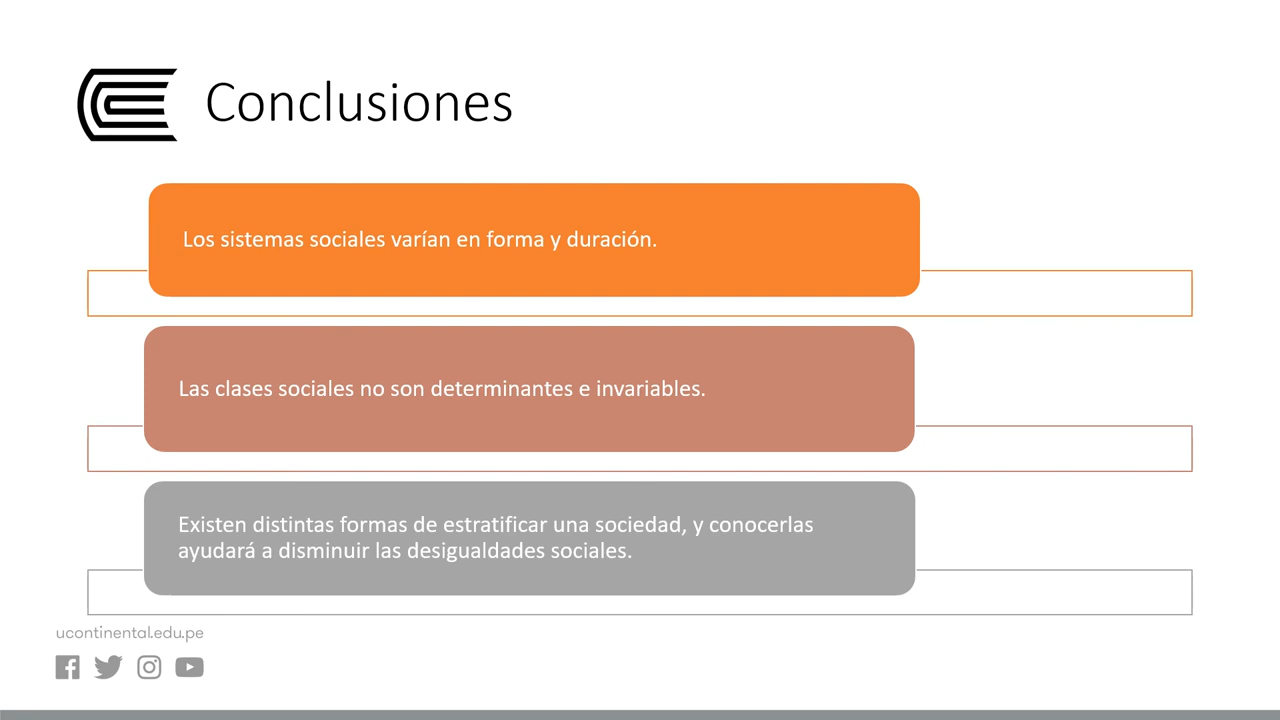 Conclusiones
Los sistemas sociales varían en forma y duración.
Las clases sociales no son determinantes e invariables.
Existen distintas formas de estratificar una sociedad, y conocerlas
ayudará a disminuir las desigualdades sociales.
ucontinental.edu.pe